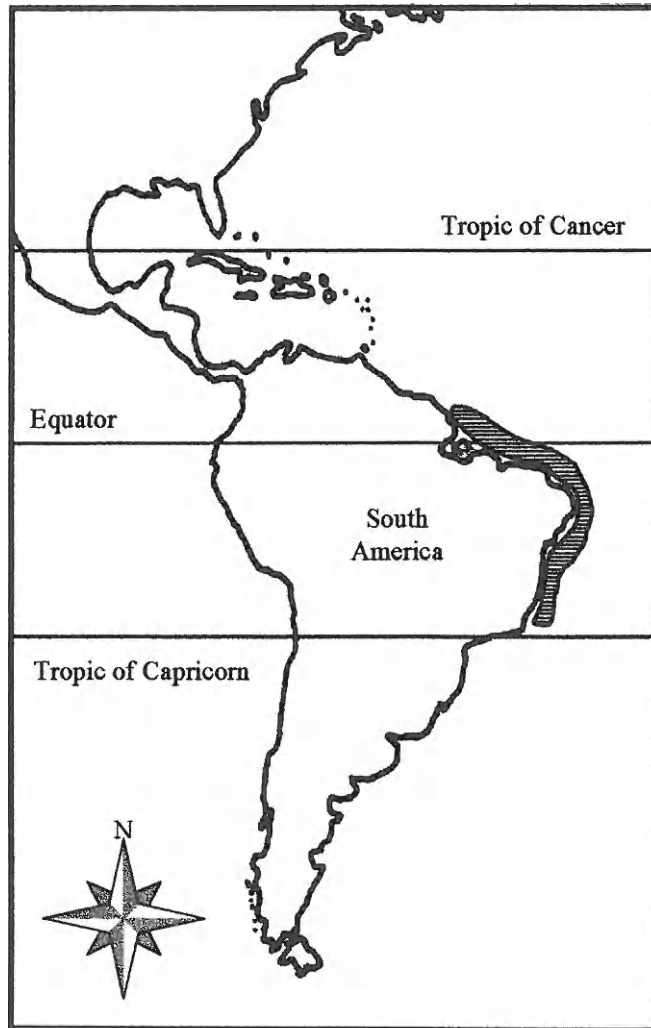 Tropic of Cancer
Equator
South
America
Tropic of Capricorn
N